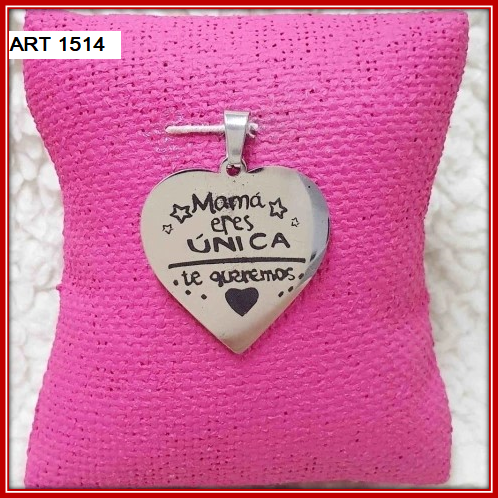 ART 1514
Mamá
eres
ÚNICA
te queremos